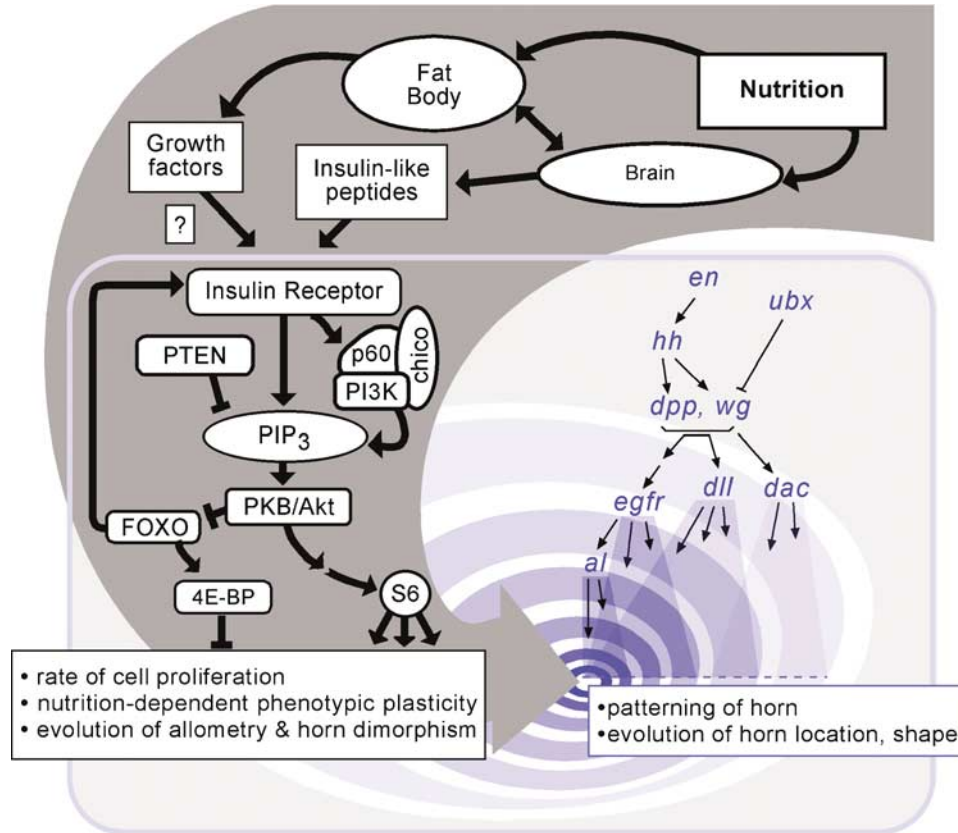 Fat
Body
Nutrition
Growth
factors
Insulin-like
peptides
Brain
?
Insulin Receptor
en
ubx
PTEN
p60
chico
hh
PI3K
dpp, wg
PIP3
egfr
dll
dac
FOXO
PKB/Akt
al
4E-BP
S6
• rate of cell proliferation
• nutrition-dependent phenotypic plasticity
• evolution of allometry & horn dimorphism
•patterning of horn
•evolution of horn location, shape